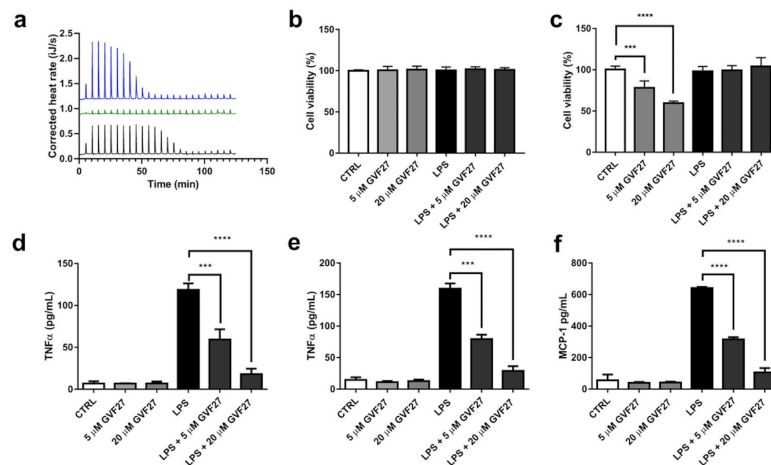 a
Corrected heat rate (iJ/s)
2.5
2.0
1.5
1.0
0.5
0.0
0
50
100
150
Time (min)
b
Cell viability (%)
200
150
100
50
0
CTRL
5 µM GVF27
20 µM GVF27
LPS
LPS + 5 µM GVF27
LPS + 20 µM GVF27
c
Cell viability (%)
200
150
100
50
0
****
***
CTRL
5 µM GVF27
20 µM GVF27
LPS
LPS + 5 µM GVF27
LPS + 20 µM GVF27
d
TNFα (pg/mL)
150
100
50
0
****
***
CTRL
5 µM GVF27
20 µM GVF27
LPS
LPS + 5 µM GVF27
LPS + 20 µM GVF27
e
TNFα (pg/mL)
200
150
100
50
0
****
***
CTRL
5 µM GVF27
20 µM GVF27
LPS
LPS + 5 µM GVF27
LPS + 20 µM GVF27
f
MCP-1 pg/mL
800
600
400
200
0
****
****
CTRL
5 µM GVF27
20 µM GVF27
LPS
LPS + 5 µM GVF27
LPS + 20 µM GVF27